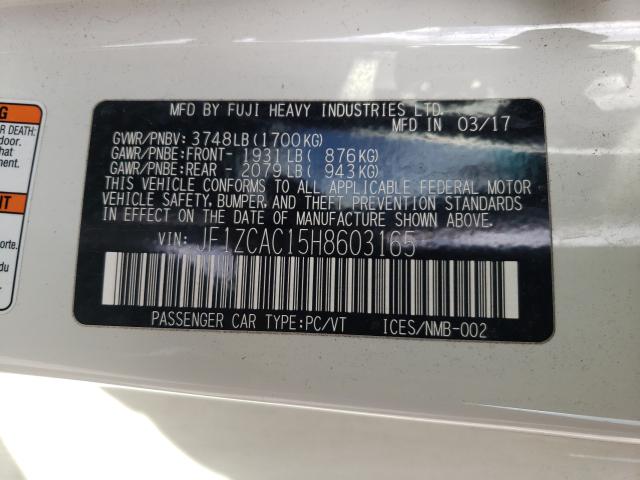 MFD BY FUJI HEAVY INDUSTRIES LTD.
MFD IN 03/17
GVWR/PNBV: 3748LB(1700KG)
GAWR/PNBE:FRONT- 1931LB( 876KG)
GAWR/PNBE:REAR - 2079LB( 943KG)
THIS VEHICLE CONFORMS TO ALL APPLICABLE FEDERAL MOTOR
VEHICLE SAFETY, BUMPER, AND THEFT PREVENTION STANDARDS
IN EFFECT ON THE DATE OF MANUFACTURE SHOWN ABOVE.
VIN: JF1ZCAC15H8603165
PASSENGER CAR TYPE:PC/VT ICES/NMB-002
R DEATH:
door.
rm